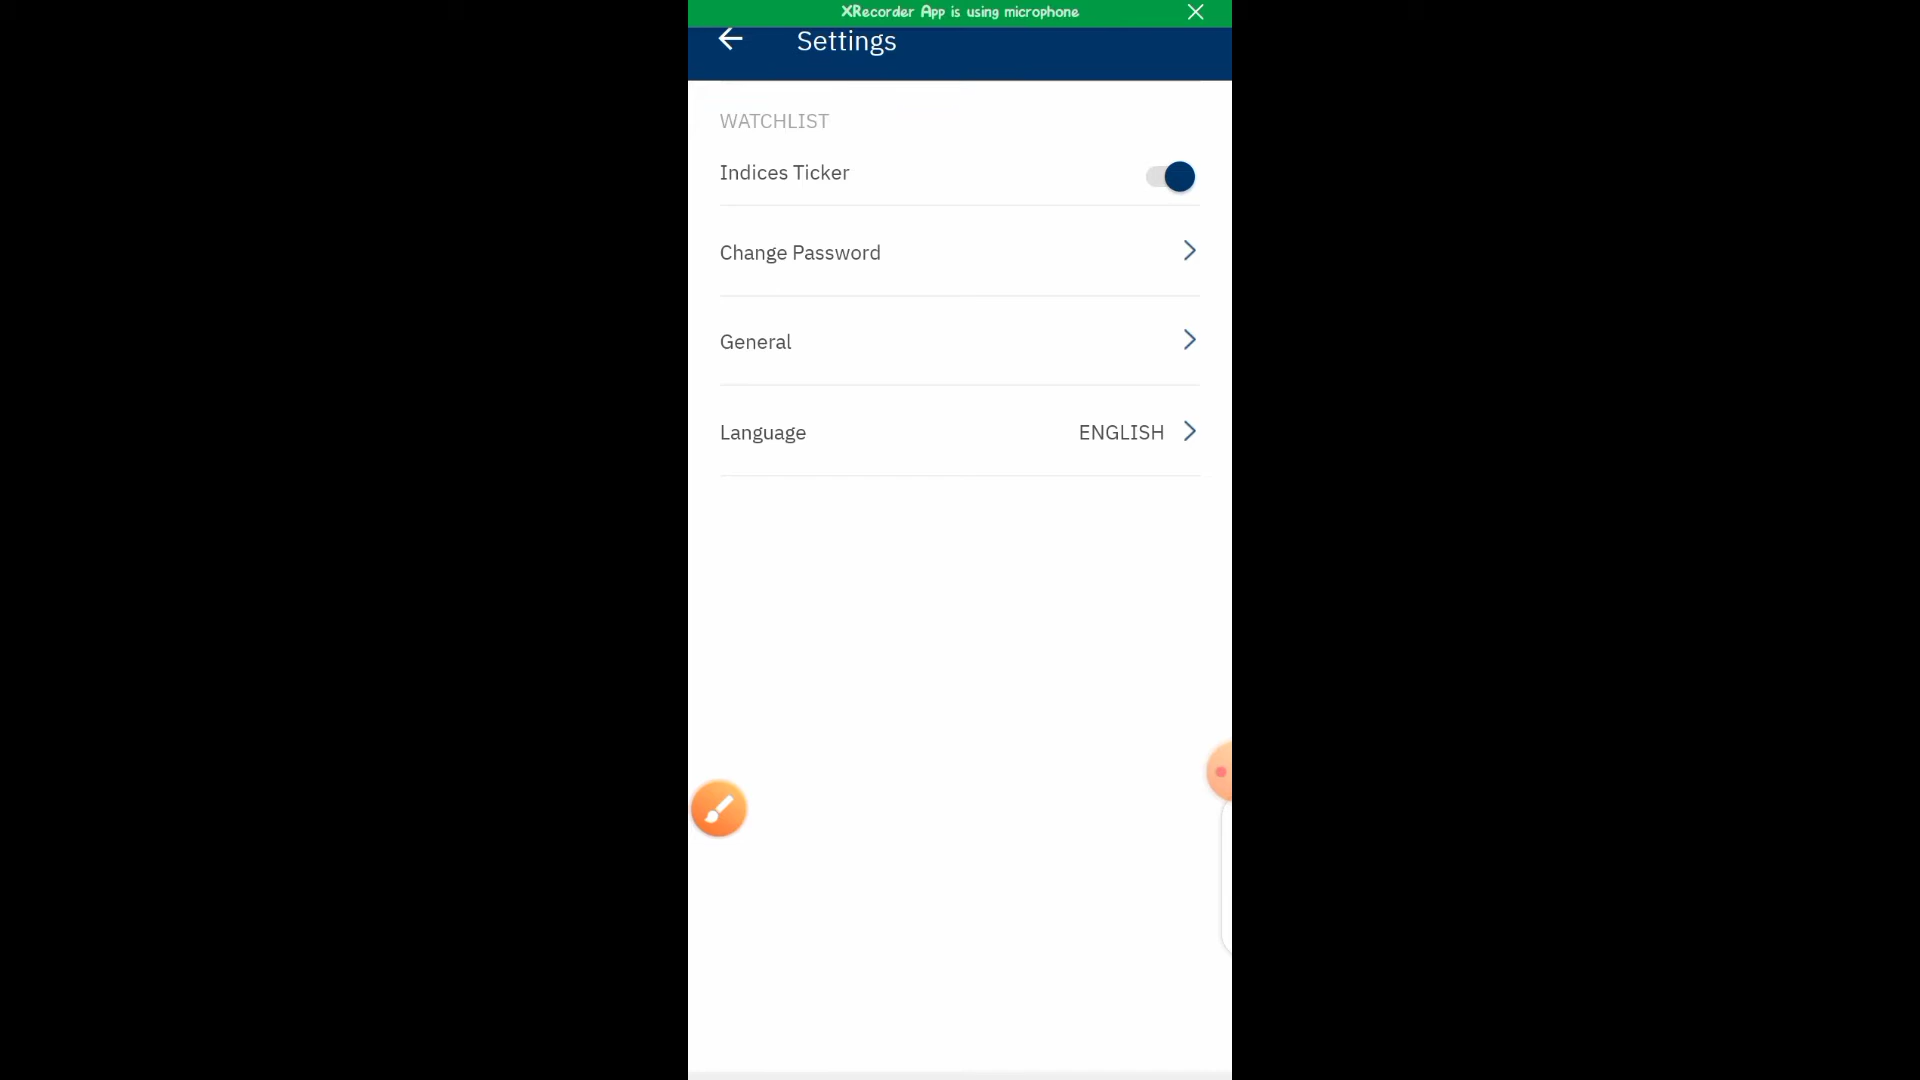 XRecorder App is using microphone
Settings
WATCHLIST
Indices Ticker
Change Password
General
Language ENGLISH